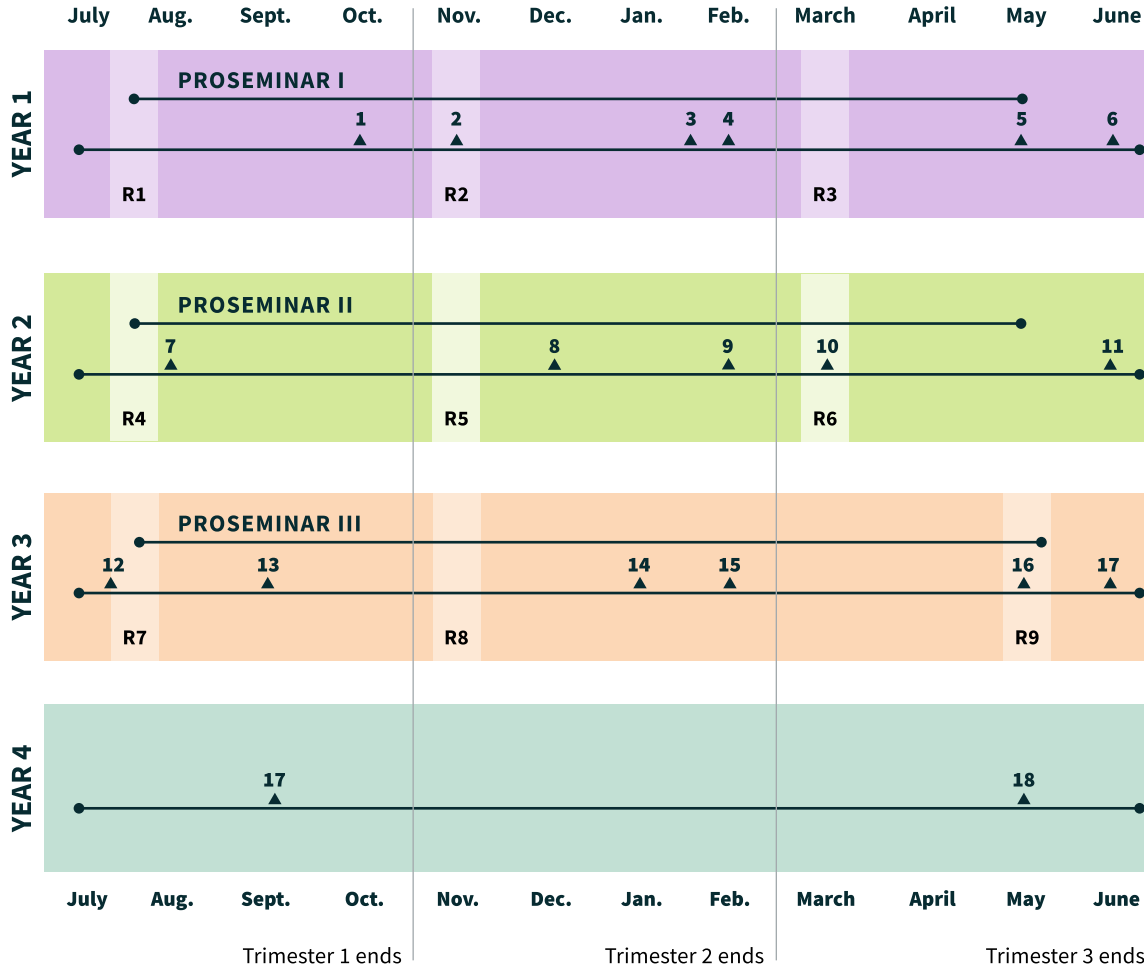 July Aug. Sept. Oct. Nov. Dec. Jan. Feb. March April May June
YEAR 1
PROSEMINAR I
1 2 3 4 5 6
R1 R2 R3
YEAR 2
PROSEMINAR II
7 8 9 10 11
R4 R5 R6
YEAR 3
PROSEMINAR III
12 13 14 15 16 17
R7 R8 R9
YEAR 4
17 18
July Aug. Sept. Oct. Nov. Dec. Jan. Feb. March April May June
Trimester 1 ends Trimester 2 ends Trimester 3 ends